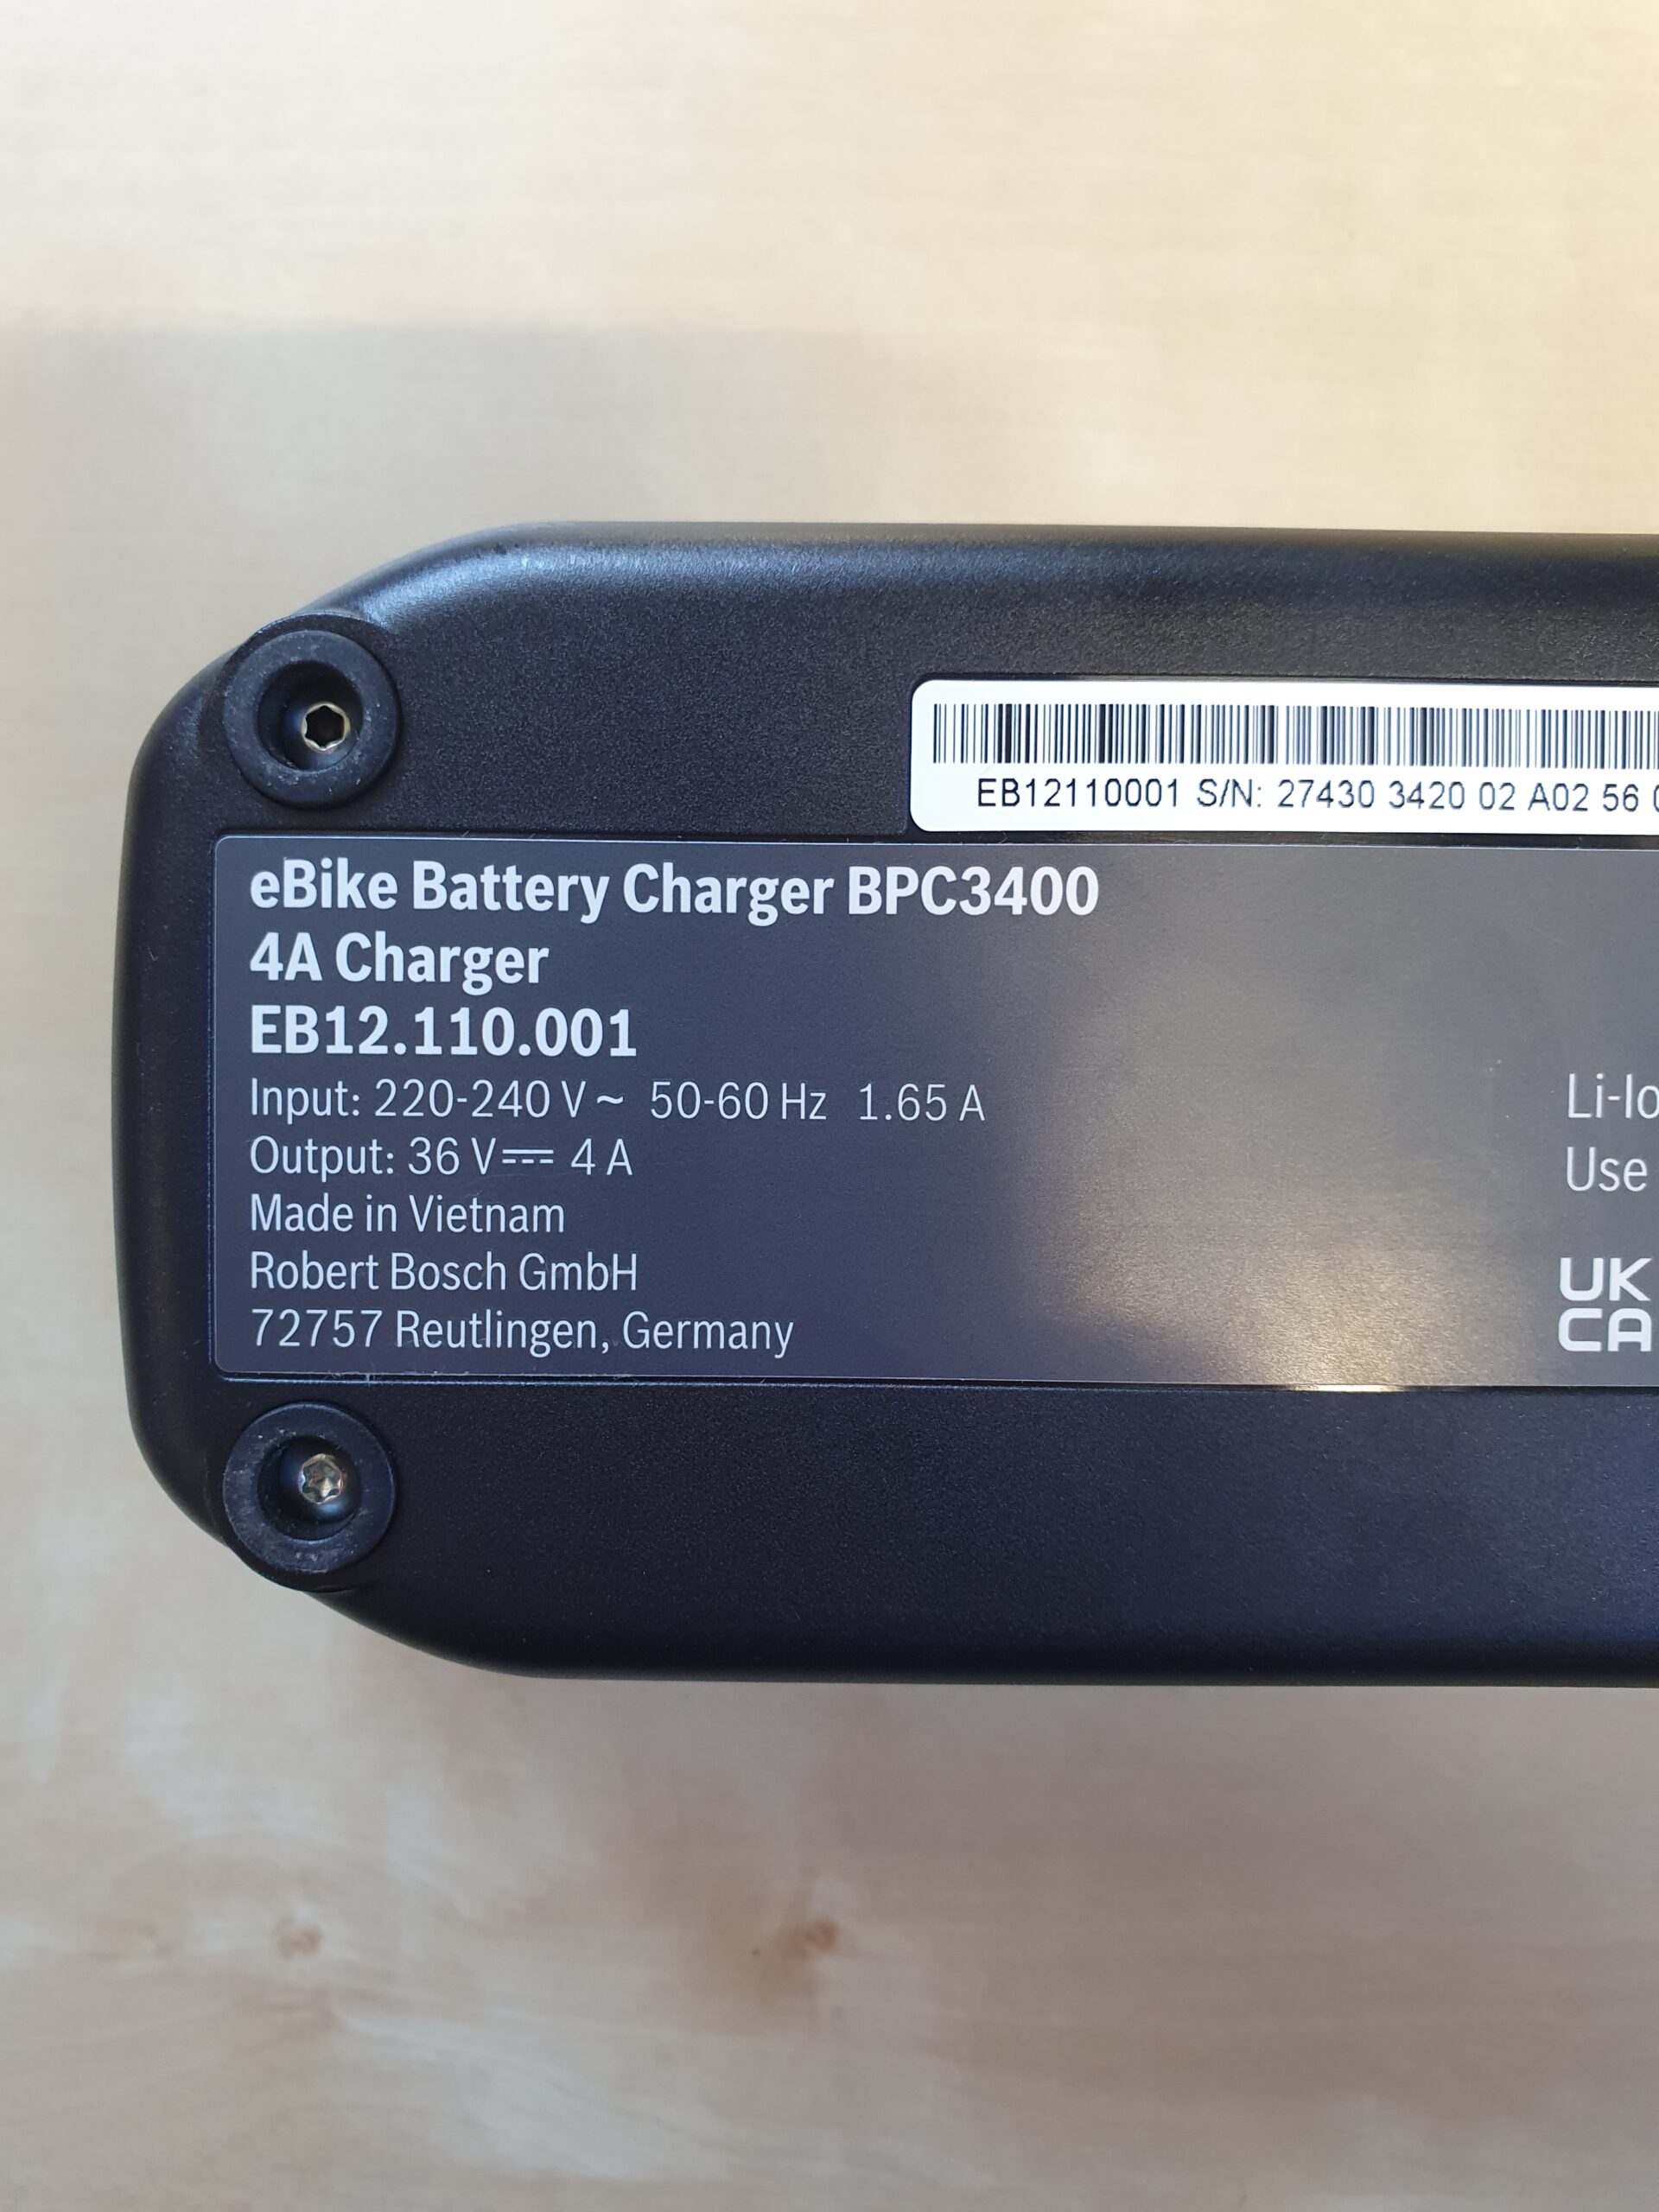 EB12110001 S/N: 27430 3420 02 A02 56
eBike Battery Charger BPC3400
4A Charger
EB12.110.001
Input: 220-240 V ~ 50-60 Hz 1.65 A
Output: 36 V⎓ 4 A
Made in Vietnam
Robert Bosch GmbH
72757 Reutlingen, Germany
Use
UK
CA